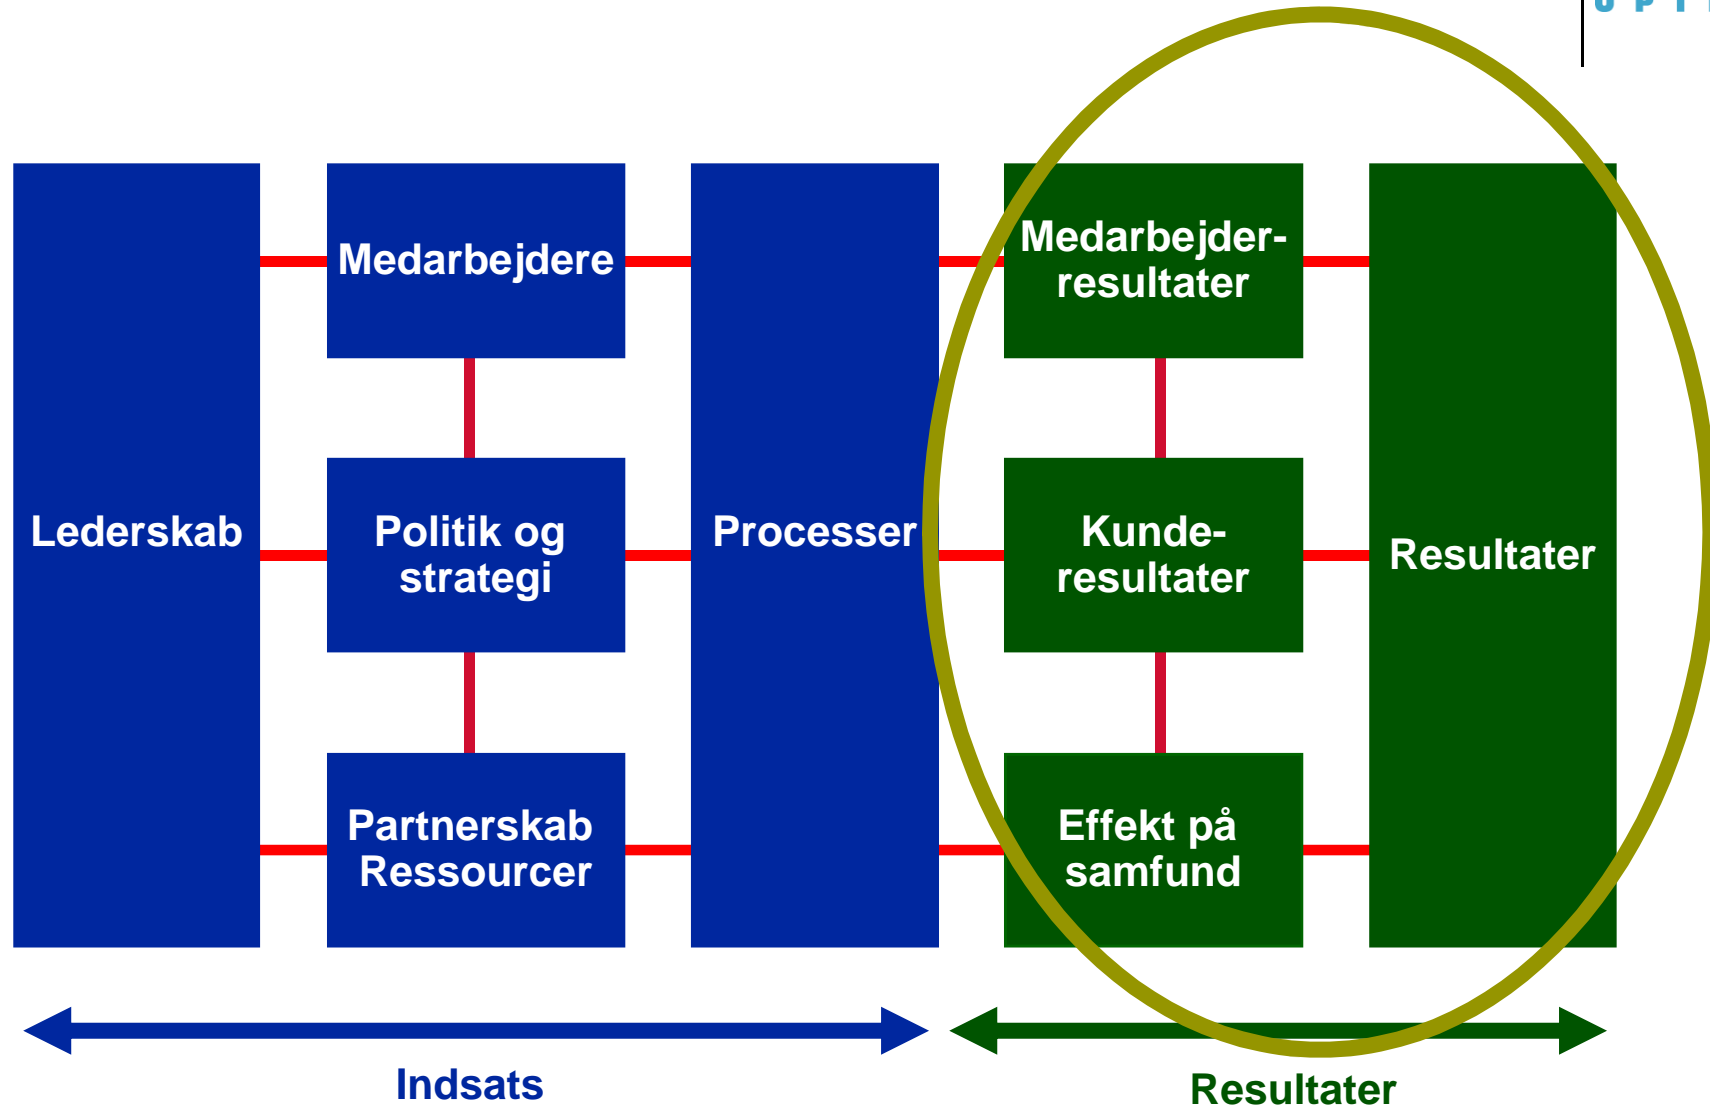 Lederskab
Medarbejdere
Politik og
strategi
Partnerskab
Ressourcer
Processer
Medarbejder-
resultater
Kunde-
resultater
Effekt på
samfund
Resultater
Indsats
Resultater